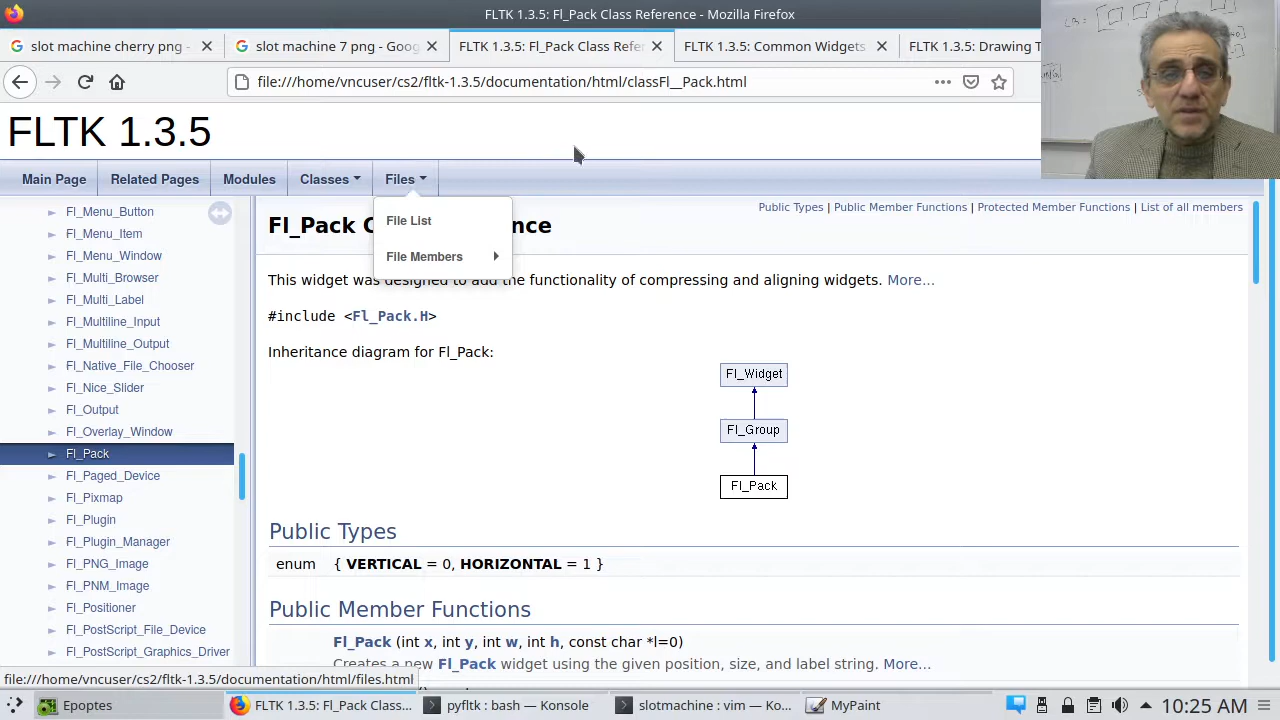 FLTK 1.3.5: Fl_Pack Class Reference - Mozilla Firefox
slot machine cherry png -
slot machine 7 png - Goog
FLTK 1.3.5: Fl_Pack Class Refer
FLTK 1.3.5: Common Widgets
FLTK 1.3.5: Drawing T
file:///home/vncuser/cs2/fltk-1.3.5/documentation/html/classFl__Pack.html
FLTK 1.3.5
Main Page
Related Pages
Modules
Classes
Files
File List
File Members
Fl_Menu_Button
Fl_Menu_Item
Fl_Menu_Window
Fl_Multi_Browser
Fl_Multi_Label
Fl_Multiline_Input
Fl_Multiline_Output
Fl_Native_File_Chooser
Fl_Nice_Slider
Fl_Output
Fl_Overlay_Window
Fl_Pack
Fl_Paged_Device
Fl_Pixmap
Fl_Plugin
Fl_Plugin_Manager
Fl_PNG_Image
Fl_PNM_Image
Fl_Positioner
Fl_PostScript_File_Device
Fl_PostScript_Graphics_Driver
Public Types | Public Member Functions | Protected Member Functions | List of all members
Fl_Pack C nce
This widget was designed to add the functionality of compressing and aligning widgets. More...
#include <Fl_Pack.H>
Inheritance diagram for Fl_Pack:
Fl_Widget
Fl_Group
Fl_Pack
Public Types
enum { VERTICAL = 0, HORIZONTAL = 1 }
Public Member Functions
Fl_Pack (int x, int y, int w, int h, const char *l=0)
Creates a new Fl_Pack widget using the given position, size, and label string. More...
file:///home/vncuser/cs2/fltk-1.3.5/documentation/html/files.html
Epoptes
FLTK 1.3.5: Fl_Pack Class...
pyfltk : bash — Konsole
slotmachine : vim — Ko...
MyPaint
10:25 AM